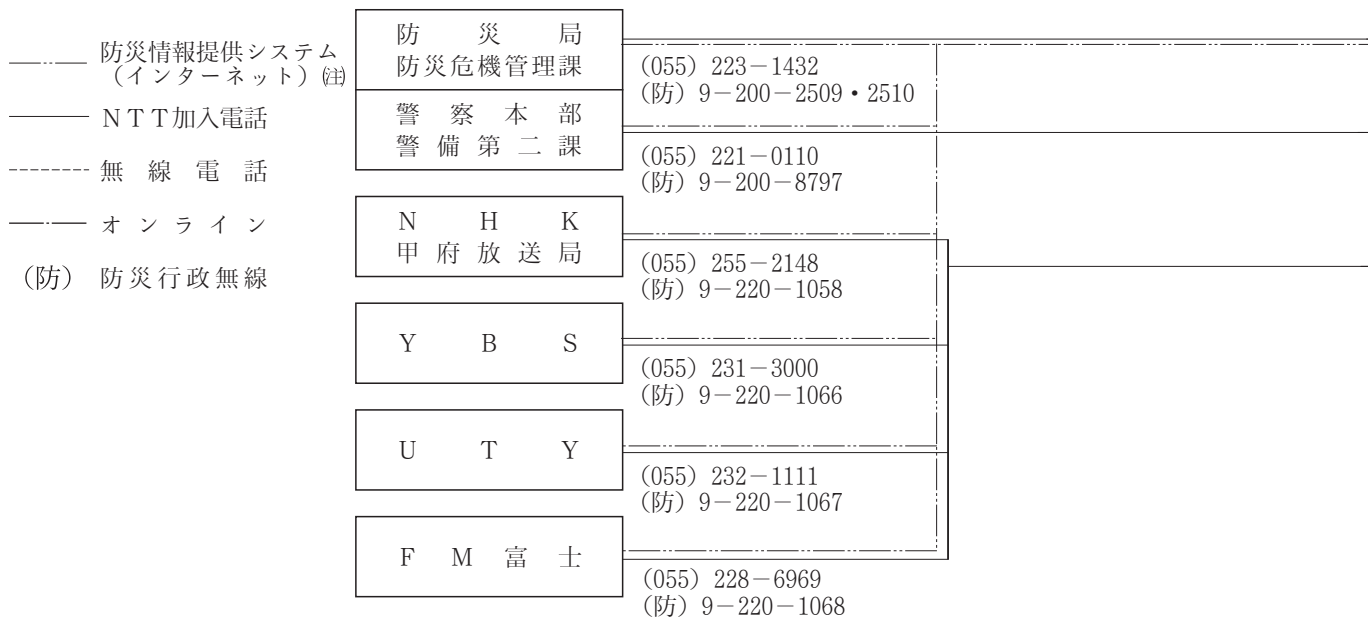 防災情報提供システム
（インターネット）㊟
ＮＴＴ加入電話
無線電話
オンライン
（防） 防災行政無線
防災局
防災危機管理課
（055）223－1432
（防）9－200－2509・2510
警察本部
警備第二課
（055）221－0110
（防）9－200－8797
ＮＨＫ
甲府放送局
（055）255－2148
（防）9－220－1058
ＹＢＳ
（055）231－3000
（防）9－220－1066
ＵＴＹ
（055）232－1111
（防）9－220－1067
ＦＭ富士
（055）228－6969
（防）9－220－1068